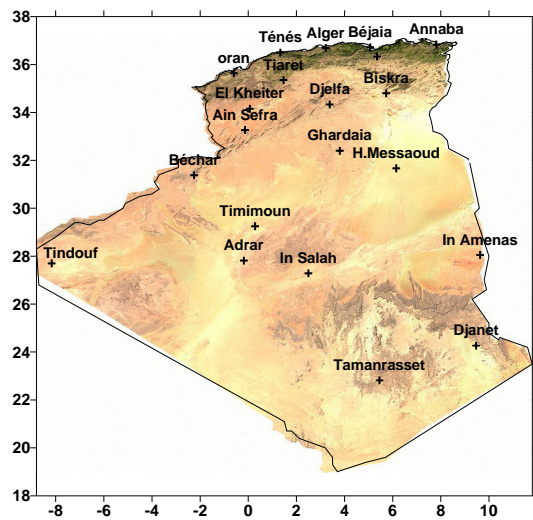 38
36
34
32
30
28
26
24
22
20
18
Ténés Alger Béjaia Annaba
oran Tiaret
El Kheiter Djelfa Biskra
Ain Sefra
Ghardaia
Béchar H.Messaoud
Timimoun
Adrar In Salah In Amenas
Tindouf
Djanet
Tamanrasset
-8 -6 -4 -2 0 2 4 6 8 10